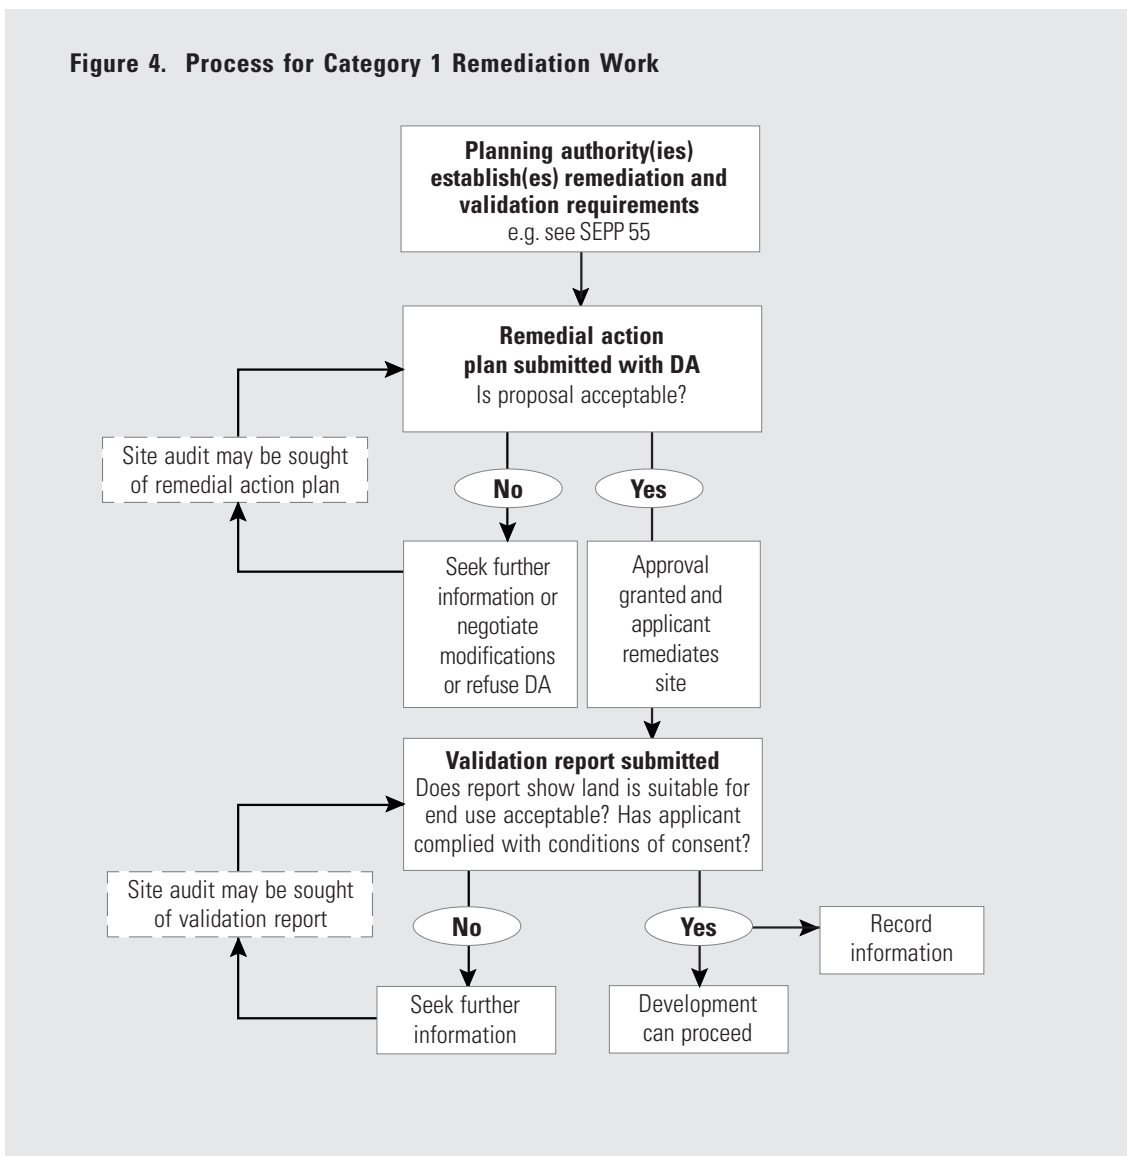 Figure 4. Process for Category 1 Remediation Work
Planning authority(ies)
establish(es) remediation and
validation requirements
e.g. see SEPP 55
Remedial action
plan submitted with DA
Is proposal acceptable?
Site audit may be sought
of remedial action plan
No
Yes
Seek further
information or
negotiate
modifications
or refuse DA
Approval
granted and
applicant
remediates
site
Validation report submitted
Does report show land is suitable for
end use acceptable? Has applicant
complied with conditions of consent?
Site audit may be sought
of validation report
No
Yes
Record
information
Seek further
information
Development
can proceed